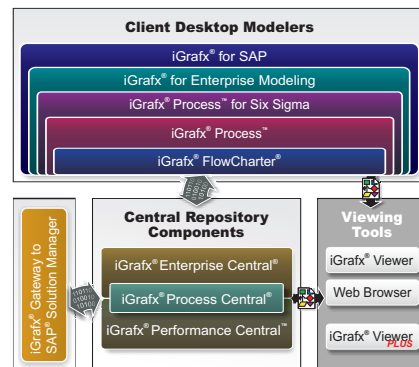 Client Desktop Modelers
iGrafx® for SAP
iGrafx® for Enterprise Modeling
iGrafx® Process™ for Six Sigma
iGrafx® Process™
iGrafx® FlowCharter®
iGrafx® Gateway to
SAP® Solution Manager
Central Repository
Components
iGrafx® Enterprise Central®
iGrafx® Process Central®
iGrafx® Performance Central™
Viewing
Tools
iGrafx® Viewer
Web Browser
iGrafx® Viewer
PLUS